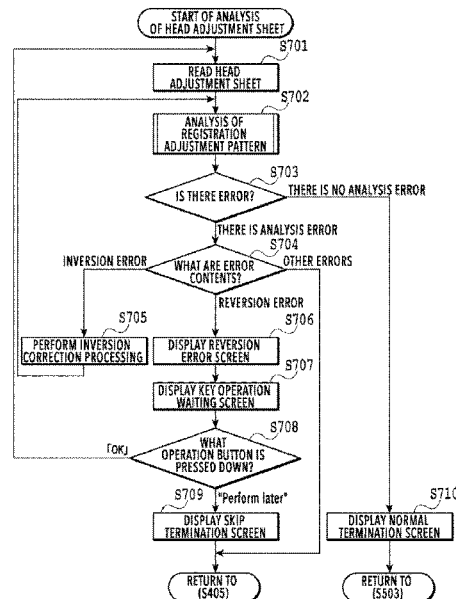 START OF ANALYSIS
OF HEAD ADJUSTMENT SHEET
S701
READ HEAD
ADJUSTMENT SHEET
S702
ANALYSIS OF
REGISTRATION
ADJUSTMENT PATTERN
S703
IS THERE ERROR?
THERE IS NO ANALYSIS ERROR
THERE IS ANALYSIS ERROR
S704
INVERSION ERROR
WHAT ARE ERROR
CONTENTS?
OTHER ERRORS
REVERSION ERROR
S705
PERFORM INVERSION
CORRECTION PROCESSING
S706
DISPLAY REVERSION
ERROR SCREEN
S707
DISPLAY KEY OPERATION
WAITING SCREEN
S708
「OK」
WHAT
OPERATION BUTTON IS
PRESSED DOWN?
"Perform later"
S709
DISPLAY SKIP
TERMINATION SCREEN
S710
DISPLAY NORMAL
TERMINATION SCREEN
RETURN TO
(S405)
RETURN TO
(S503)